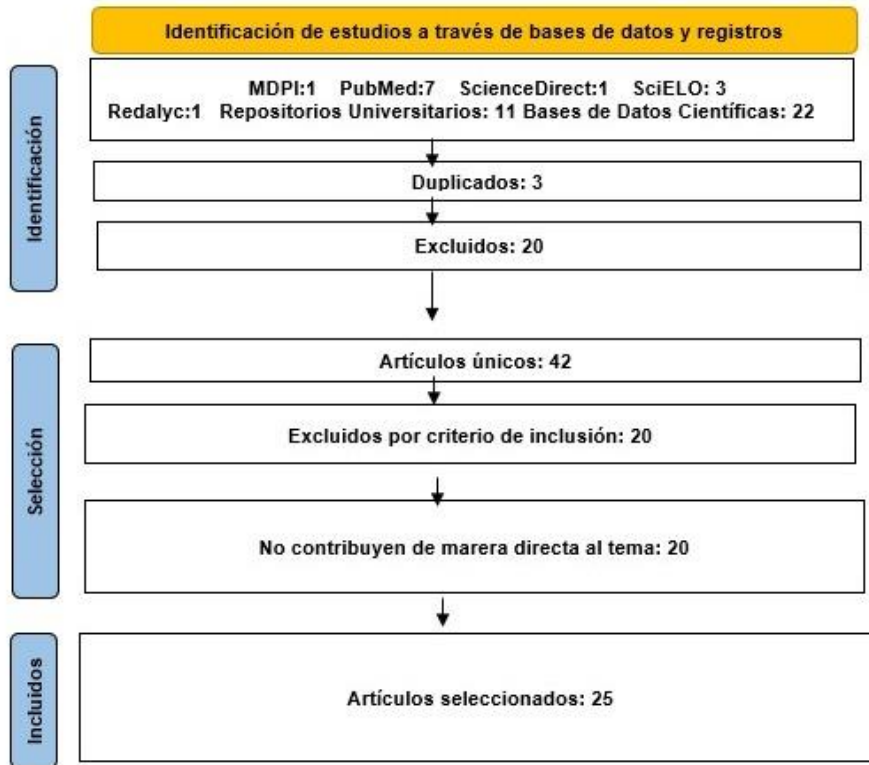 Identificación de estudios a través de bases de datos y registros
Identificación
MDPI:1 PubMed:7 ScienceDirect:1 SciELO: 3
Redalyc:1 Repositorios Universitarios: 11 Bases de Datos Científicas: 22
Duplicados: 3
Excluidos: 20
Selección
Artículos únicos: 42
Excluidos por criterio de inclusión: 20
No contribuyen de marera directa al tema: 20
Incluidos
Artículos seleccionados: 25